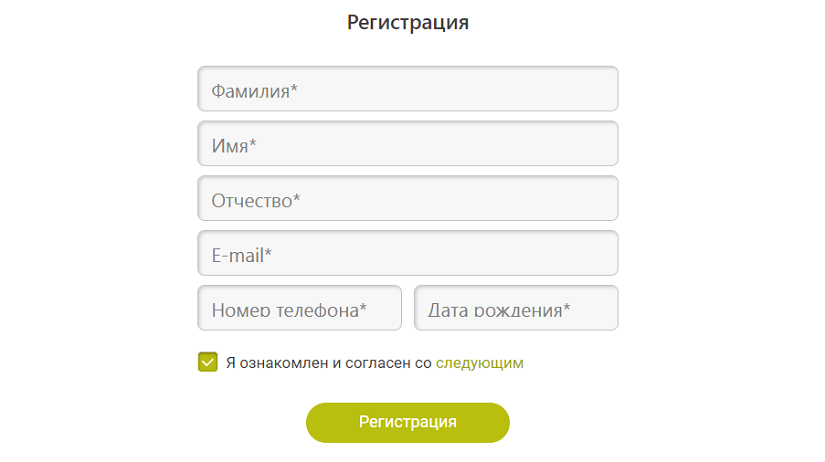 Регистрация
Фамилия*
Имя*
Отчество*
E-mail*
Номер телефона* Дата рождения*
Я ознакомлен и согласен со следующим
Регистрация